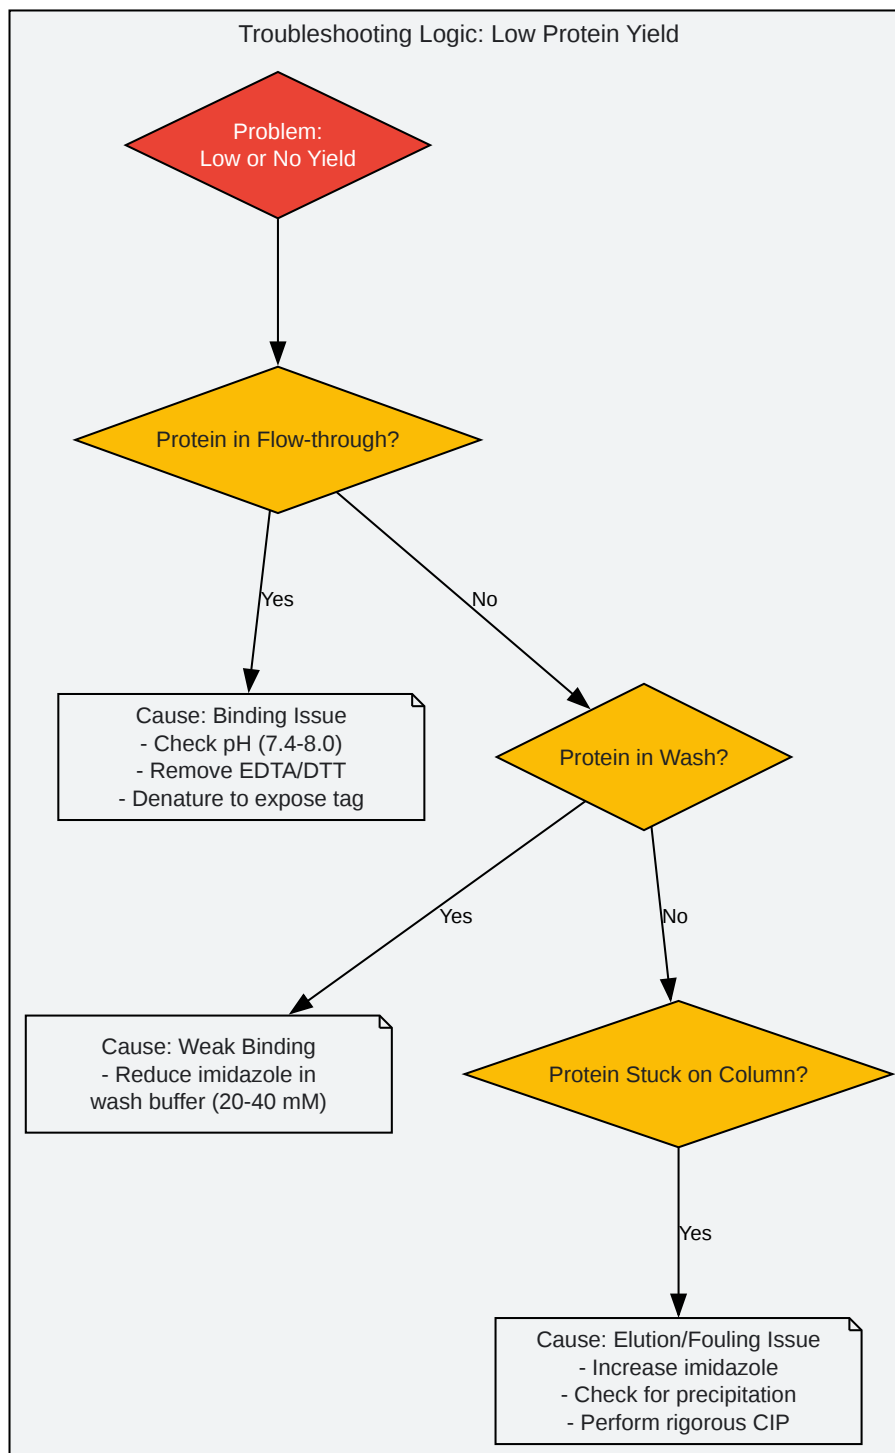 Troubleshooting Logic: Low Protein Yield
Problem:
Low or No Yield
Protein in Flow-through?
Yes
No
Cause: Binding Issue
- Check pH (7.4-8.0)
- Remove EDTA/DTT
- Denature to expose tag
Protein in Wash?
Yes
No
Cause: Weak Binding
- Reduce imidazole in
wash buffer (20-40 mM)
Protein Stuck on Column?
Yes
Cause: Elution/Fouling Issue
- Increase imidazole
- Check for precipitation
- Perform rigorous CIP